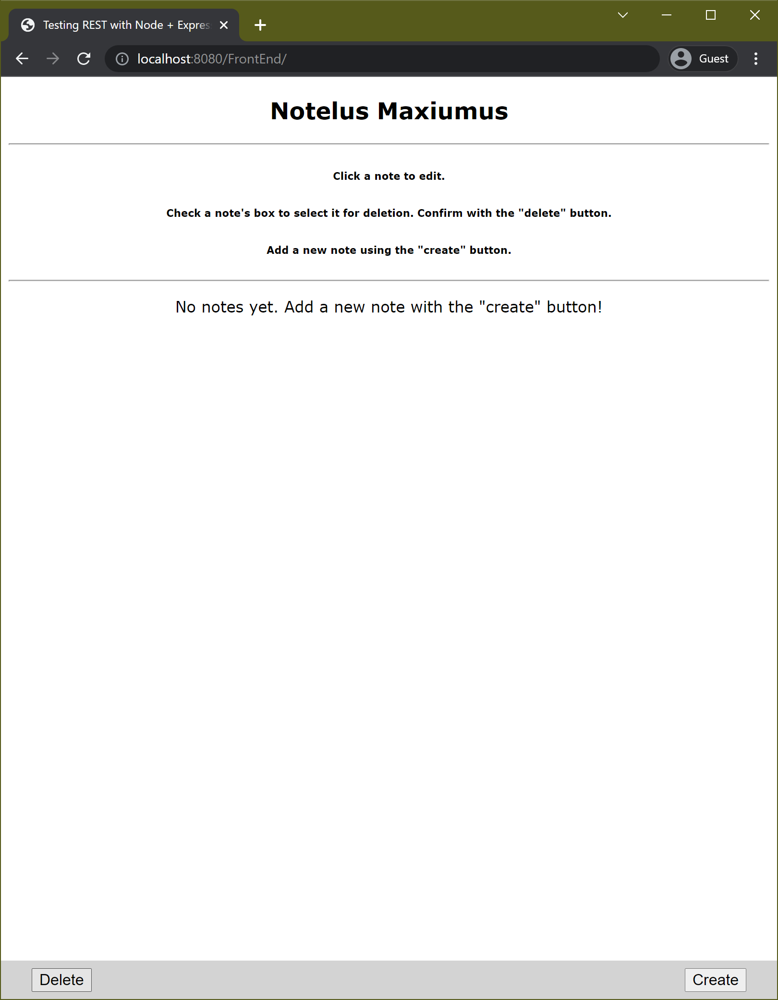 Testing REST with Node + Expres
localhost:8080/FrontEnd/
Guest
Notelus Maxiumus
Click a note to edit.
Check a note's box to select it for deletion. Confirm with the "delete" button.
Add a new note using the "create" button.
No notes yet. Add a new note with the "create" button!
Delete
Create